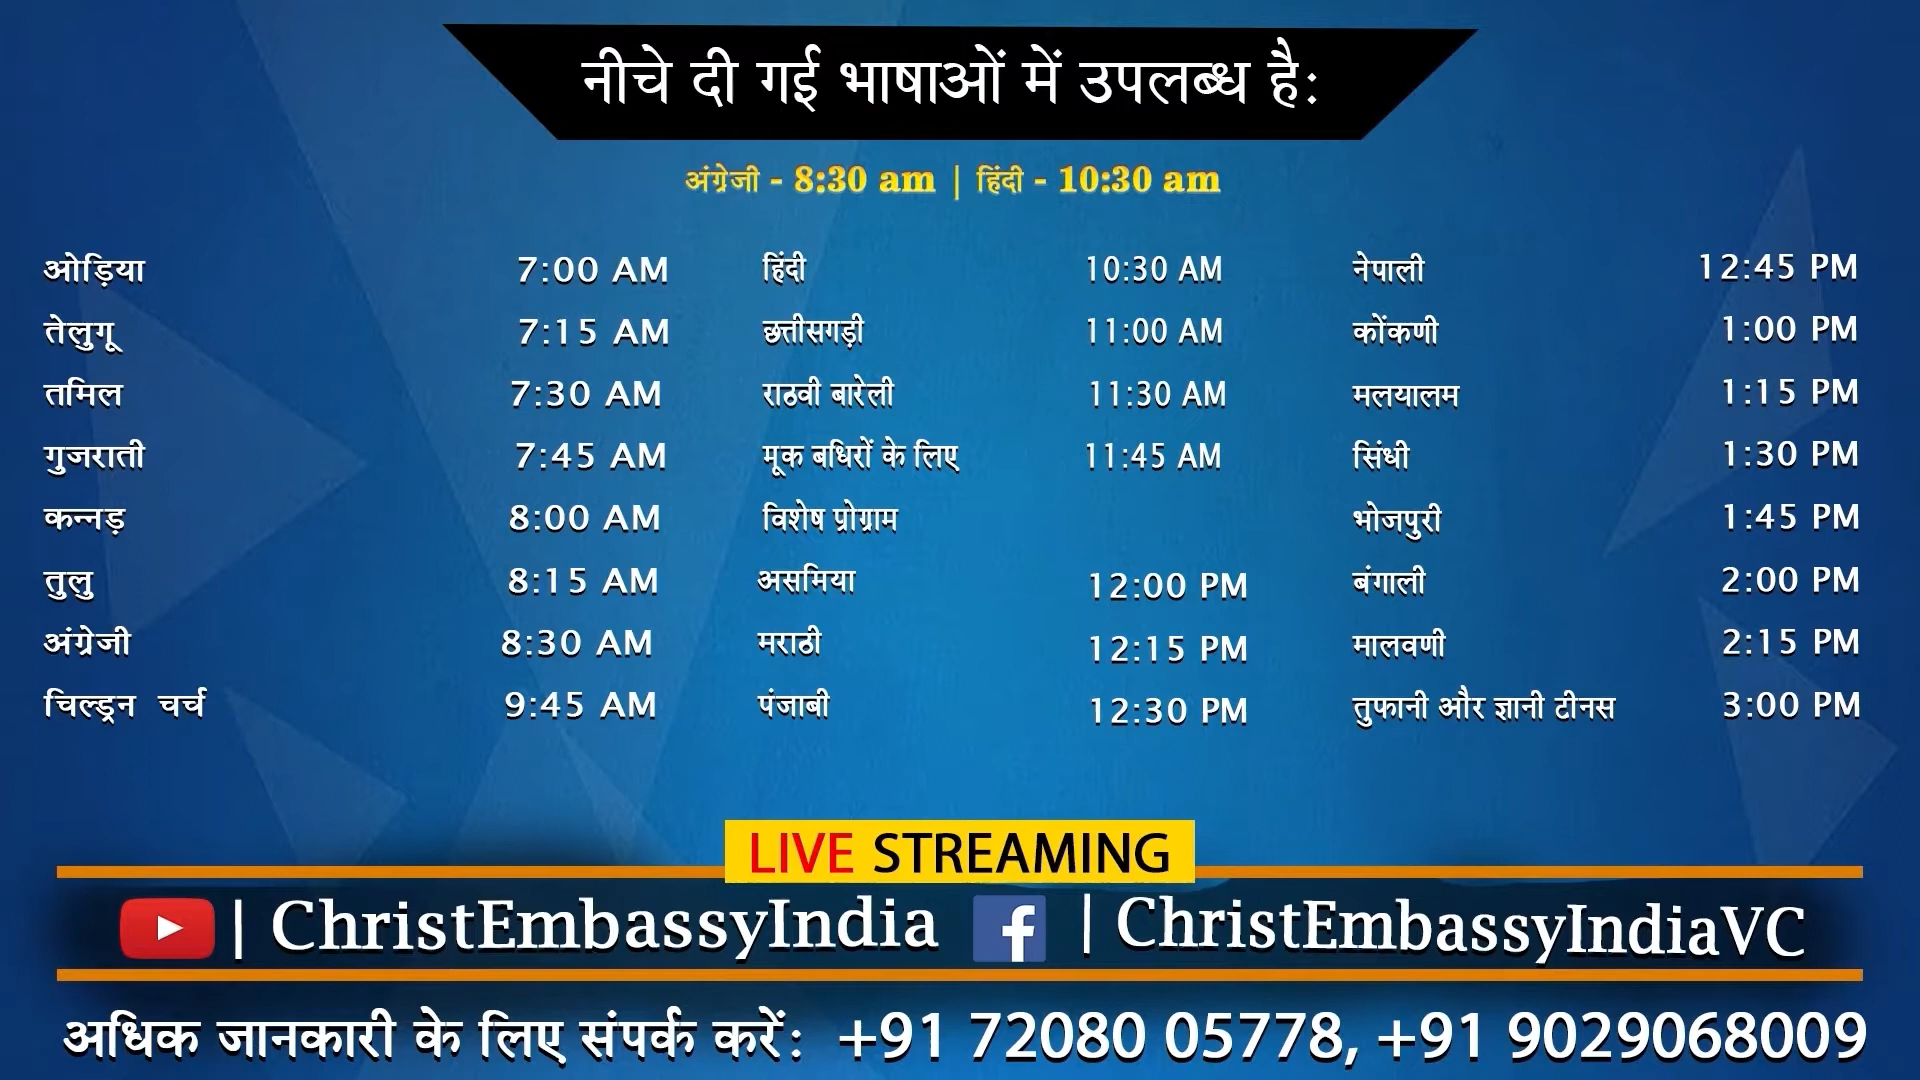 नीचे दी गई भाषाओं में उपलब्ध है:
अंग्रेजी - 8:30 am | हिंदी - 10:30 am
ओड़िया 7:00 AM हिंदी 10:30 AM नेपाली 12:45 PM
तेलुगू 7:15 AM छत्तीसगड़ी 11:00 AM कोंकणी 1:00 PM
तमिल 7:30 AM राठवी बारेली 11:30 AM मलयालम 1:15 PM
गुजराती 7:45 AM मूक बधिरों के लिए 11:45 AM सिंधी 1:30 PM
कन्नड़ 8:00 AM विशेष प्रोग्राम भोजपुरी 1:45 PM
तुलु 8:15 AM असमिया 12:00 PM बंगाली 2:00 PM
अंग्रेजी 8:30 AM मराठी 12:15 PM मालवणी 2:15 PM
चिल्ड्रन चर्च 9:45 AM पंजाबी 12:30 PM तुफानी और ज्ञानी टीनस 3:00 PM
LIVE STREAMING
| ChristEmbassyIndia f | ChristEmbassyIndiaVC
अधिक जानकारी के लिए संपर्क करें: +91 72080 05778, +91 9029068009